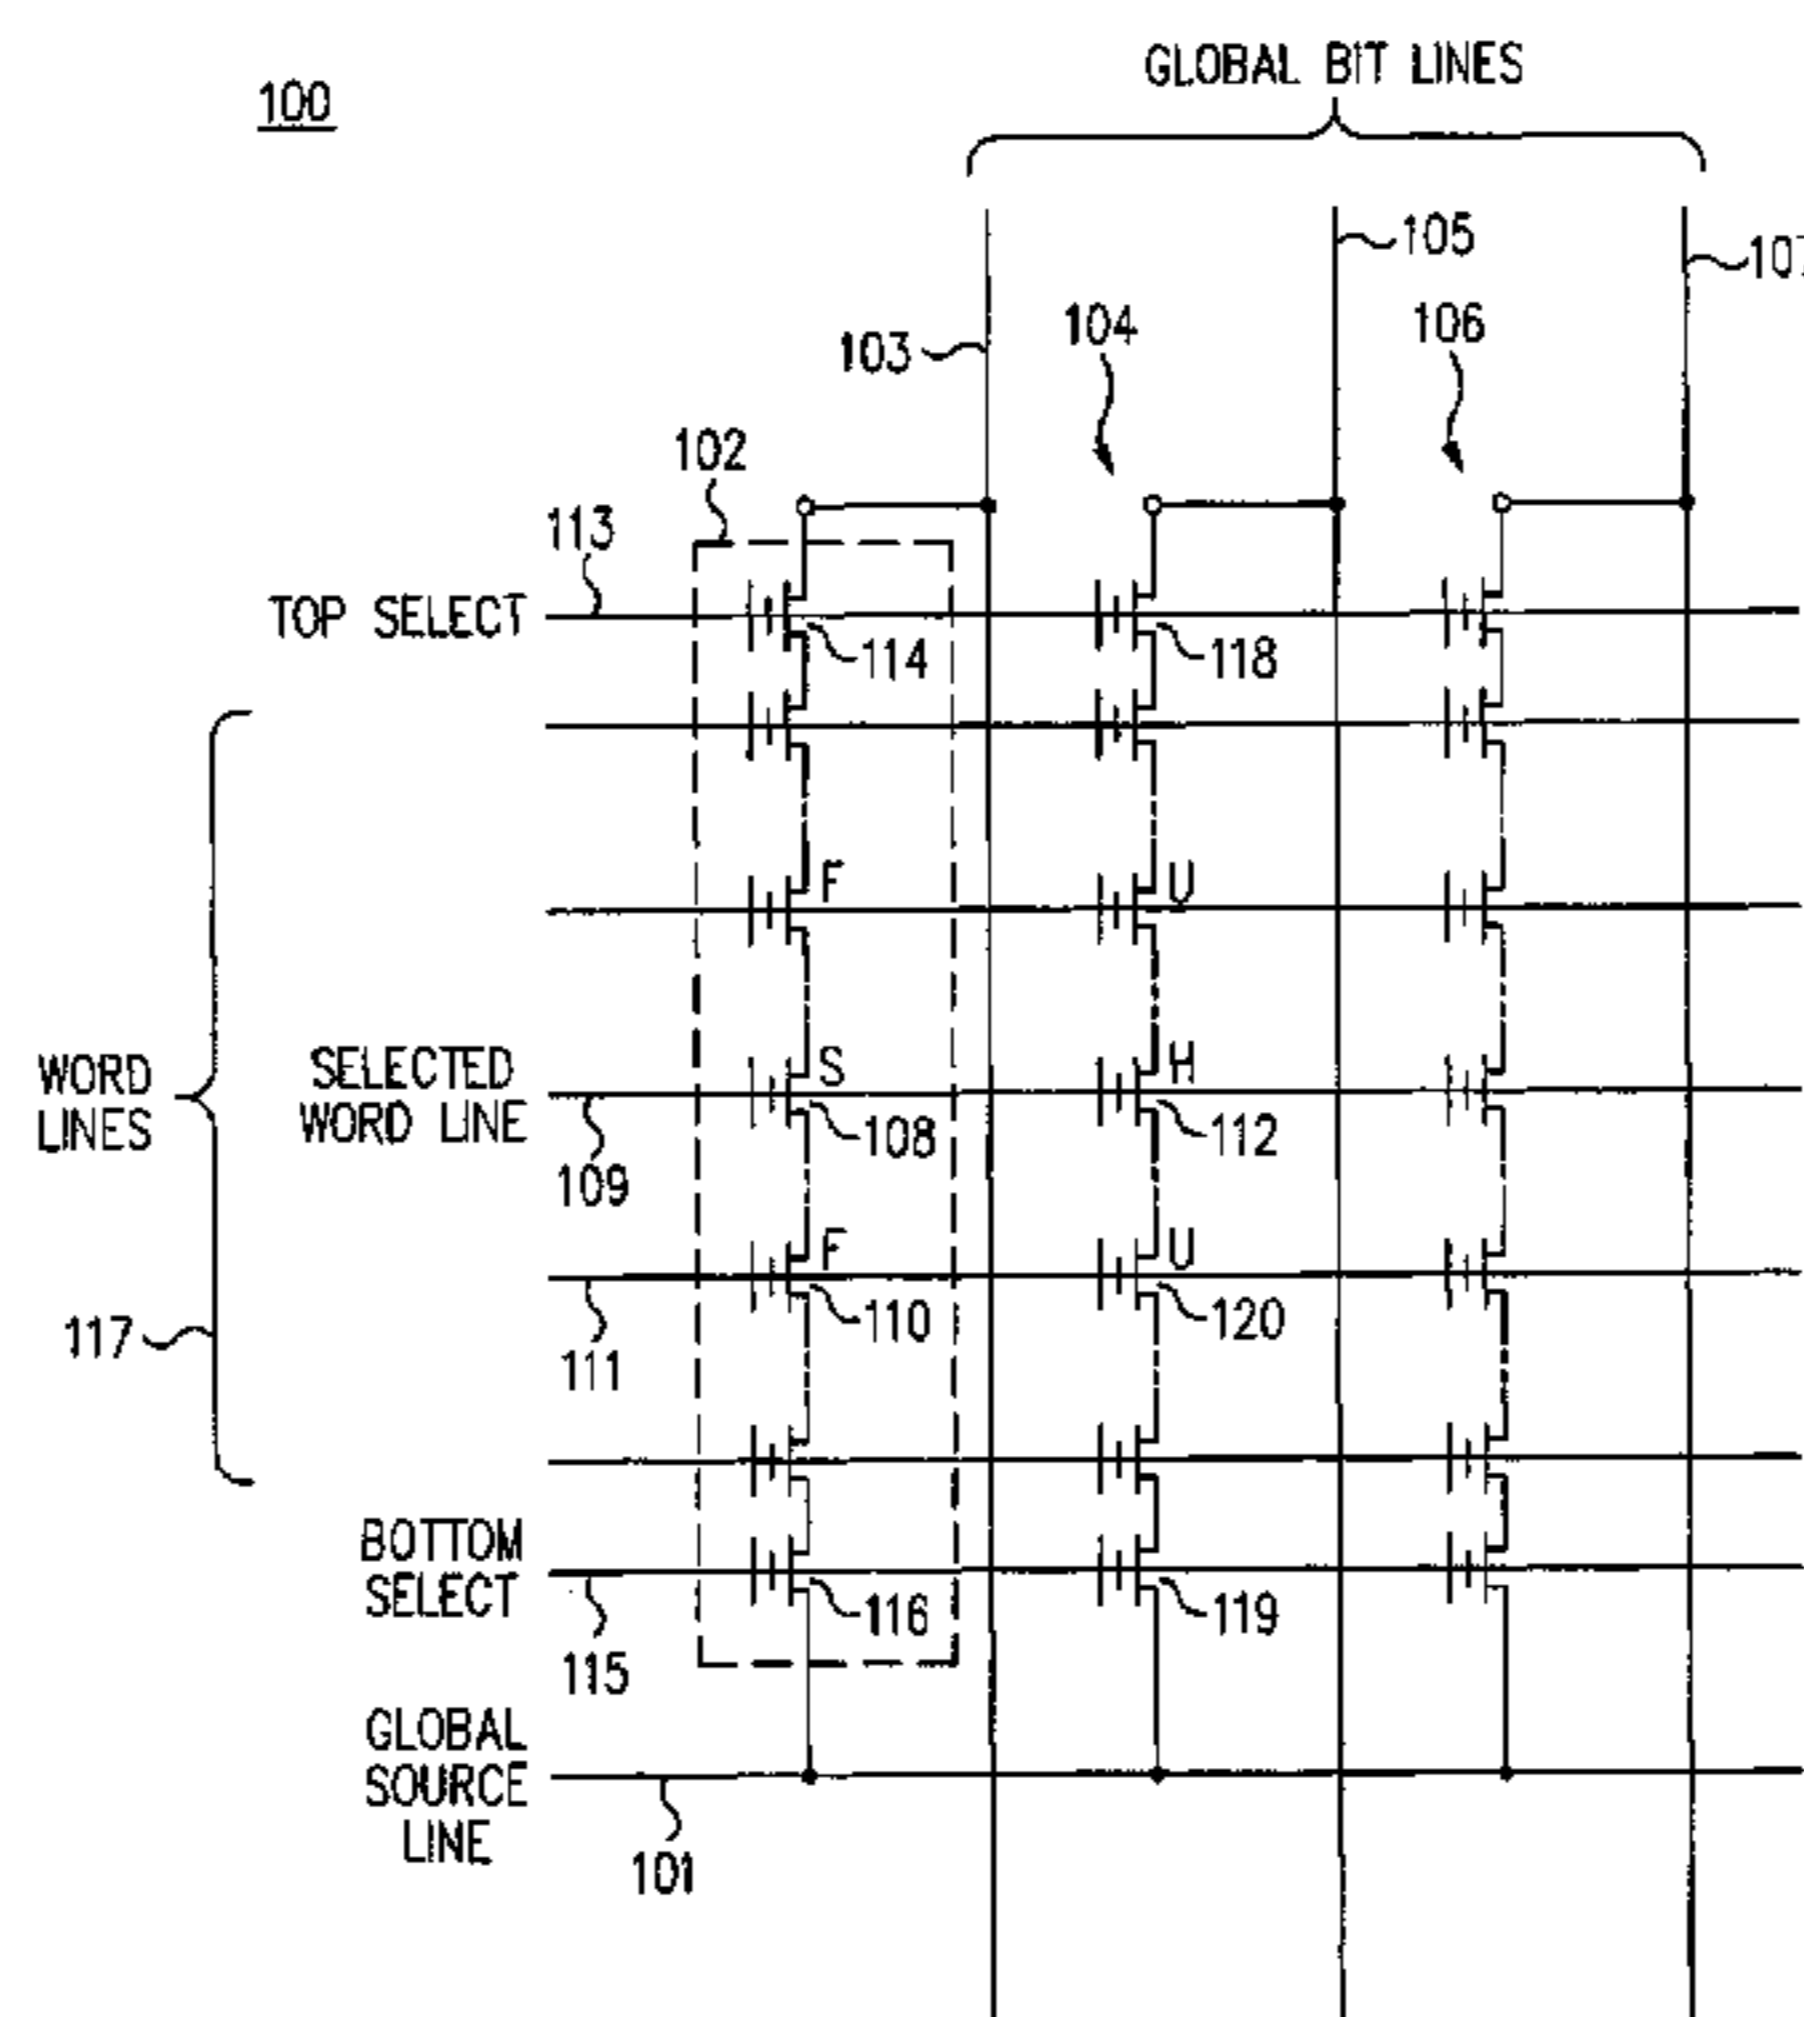 100
GLOBAL BIT LINES
105
107
103
104
106
102
113
TOP SELECT
114
118
F
U
WORD
LINES
SELECTED
WORD LINE
S
H
108
112
109
F
U
110
120
117
111
BOTTOM
SELECT
116
119
115
GLOBAL
SOURCE
LINE
101